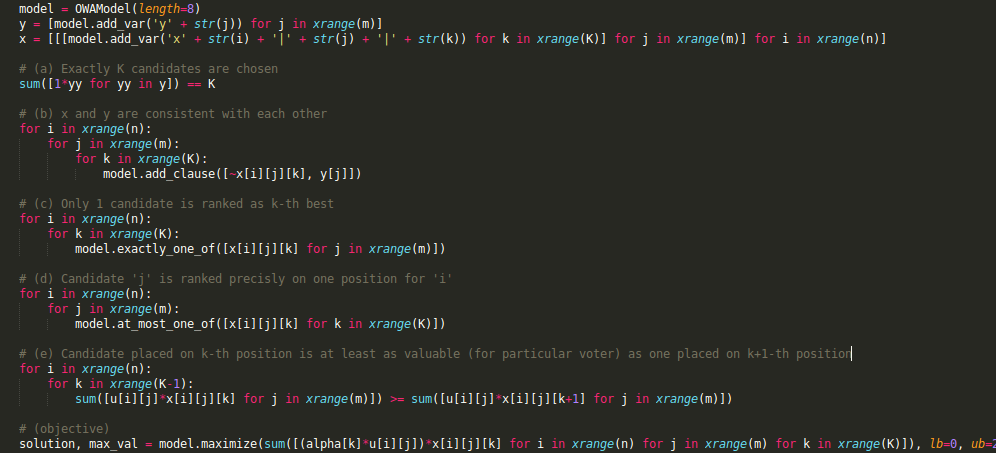 model = OWAModel(length=8)
y = [model.add_var('y' + str(j)) for j in xrange(m)]
x = [[[model.add_var('x' + str(i) + '|' + str(j) + '|' + str(k)) for k in xrange(K)] for j in xrange(m)] for i in xrange(n)]
# (a) Exactly K candidates are chosen
sum([1*yy for yy in y]) == K
# (b) x and y are consistent with each other
for i in xrange(n):
for j in xrange(m):
for k in xrange(K):
model.add_clause([~x[i][j][k], y[j]])
# (c) Only 1 candidate is ranked as k-th best
for i in xrange(n):
for k in xrange(K):
model.exactly_one_of([x[i][j][k] for j in xrange(m)])
# (d) Candidate 'j' is ranked precisly on one position for 'i'
for i in xrange(n):
for j in xrange(m):
model.at_most_one_of([x[i][j][k] for k in xrange(K)])
# (e) Candidate placed on k-th position is at least as valuable (for particular voter) as one placed on k+1-th position
for i in xrange(n):
for k in xrange(K-1):
sum([u[i][j]*x[i][j][k] for j in xrange(m)]) >= sum([u[i][j]*x[i][j][k+1] for j in xrange(m)])
# (objective)
solution, max_val = model.maximize(sum([(alpha[k]*u[i][j])*x[i][j][k] for i in xrange(n) for j in xrange(m) for k in xrange(K)]), lb=0, ub=2